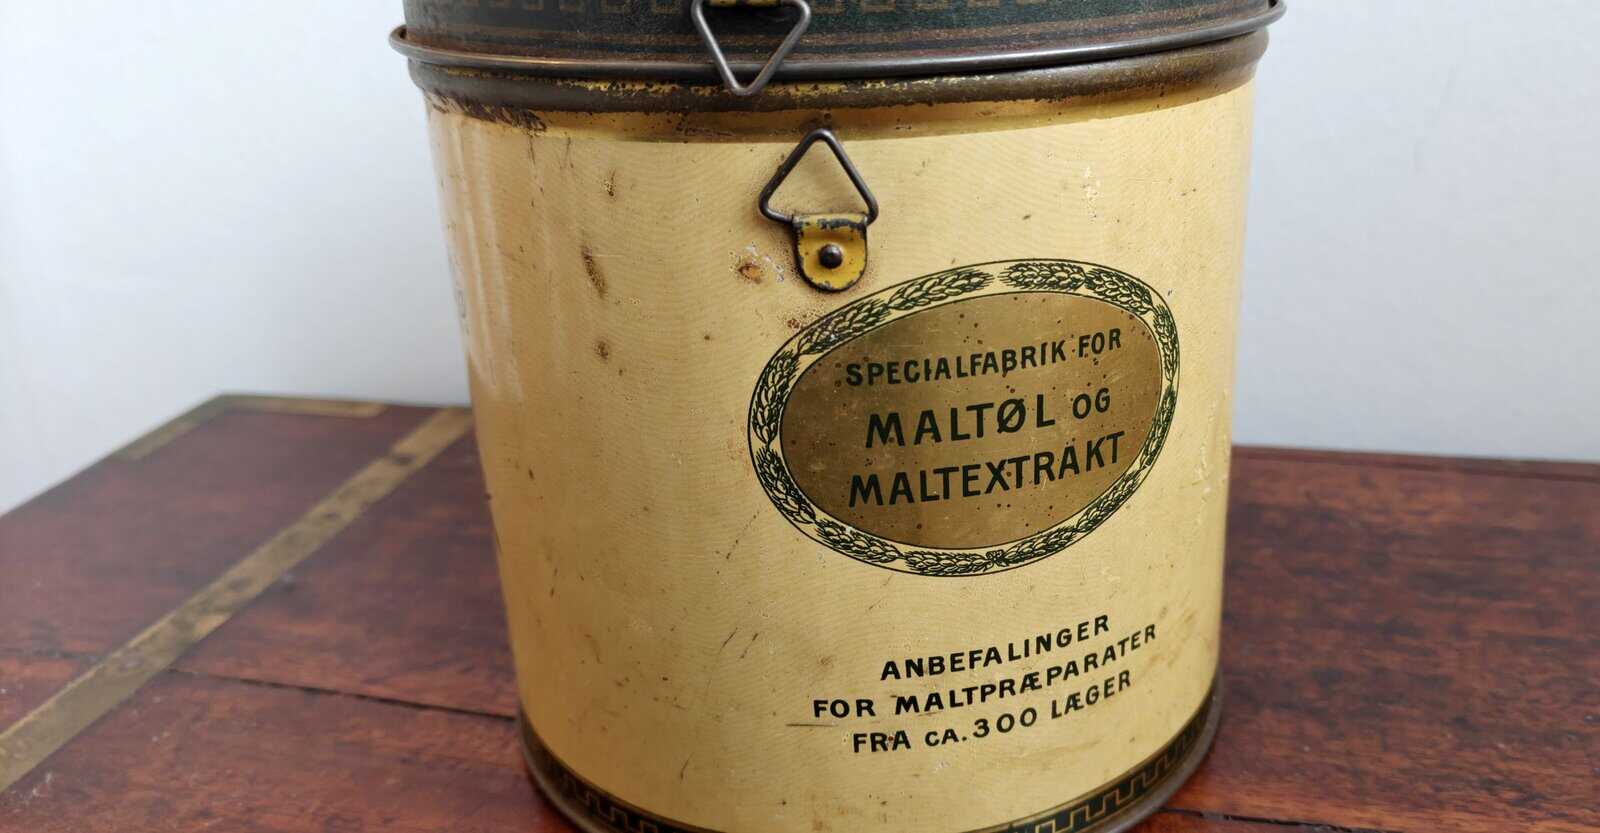 SPECIALFABRIK FOR
MALTØL OG
MALTEXTRAKT
ANBEFALINGER
FOR MALTPRÆPARATER
FRA CA. 300 LÆGER